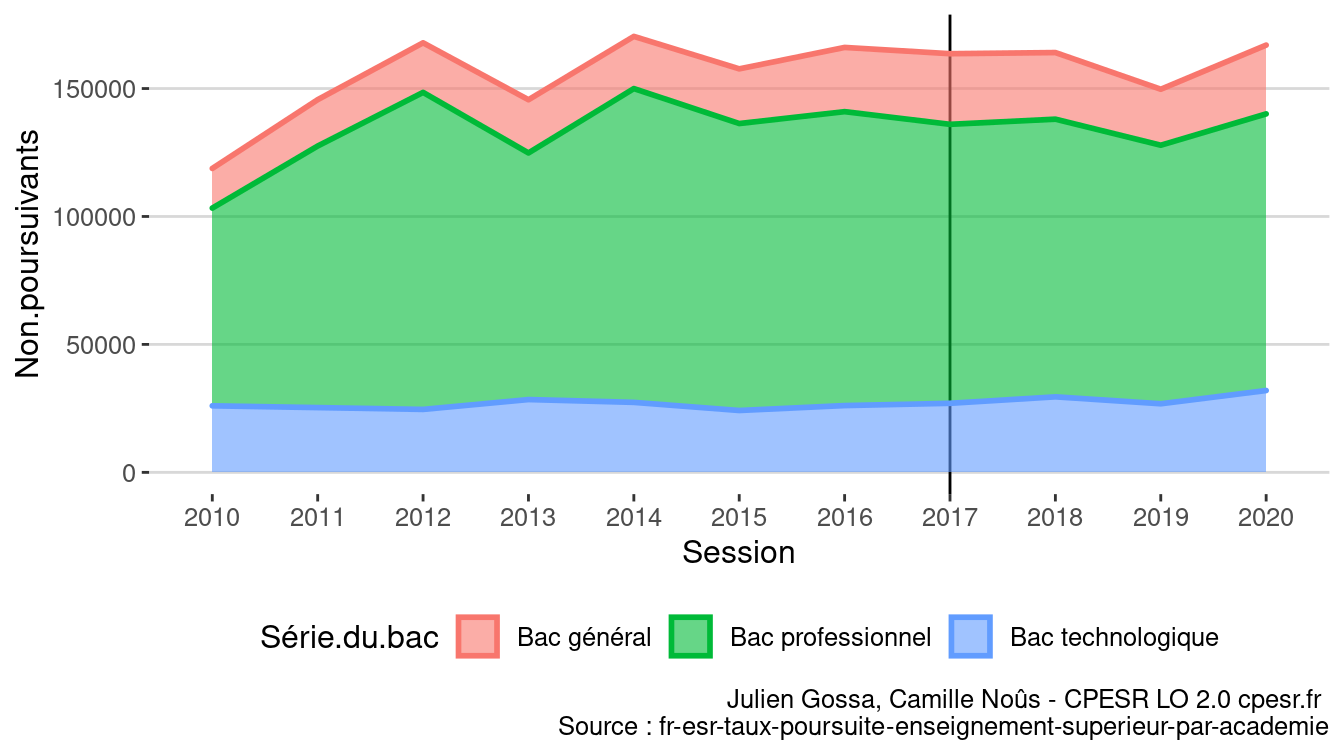 Non.poursuivants
150000
100000
50000
0
2010 2011 2012 2013 2014 2015 2016 2017 2018 2019 2020
Session
Série.du.bac Bac général Bac professionnel Bac technologique
Julien Gossa, Camille Noûs - CPESR LO 2.0 cpesr.fr
Source : fr-esr-taux-poursuite-enseignement-superieur-par-academie